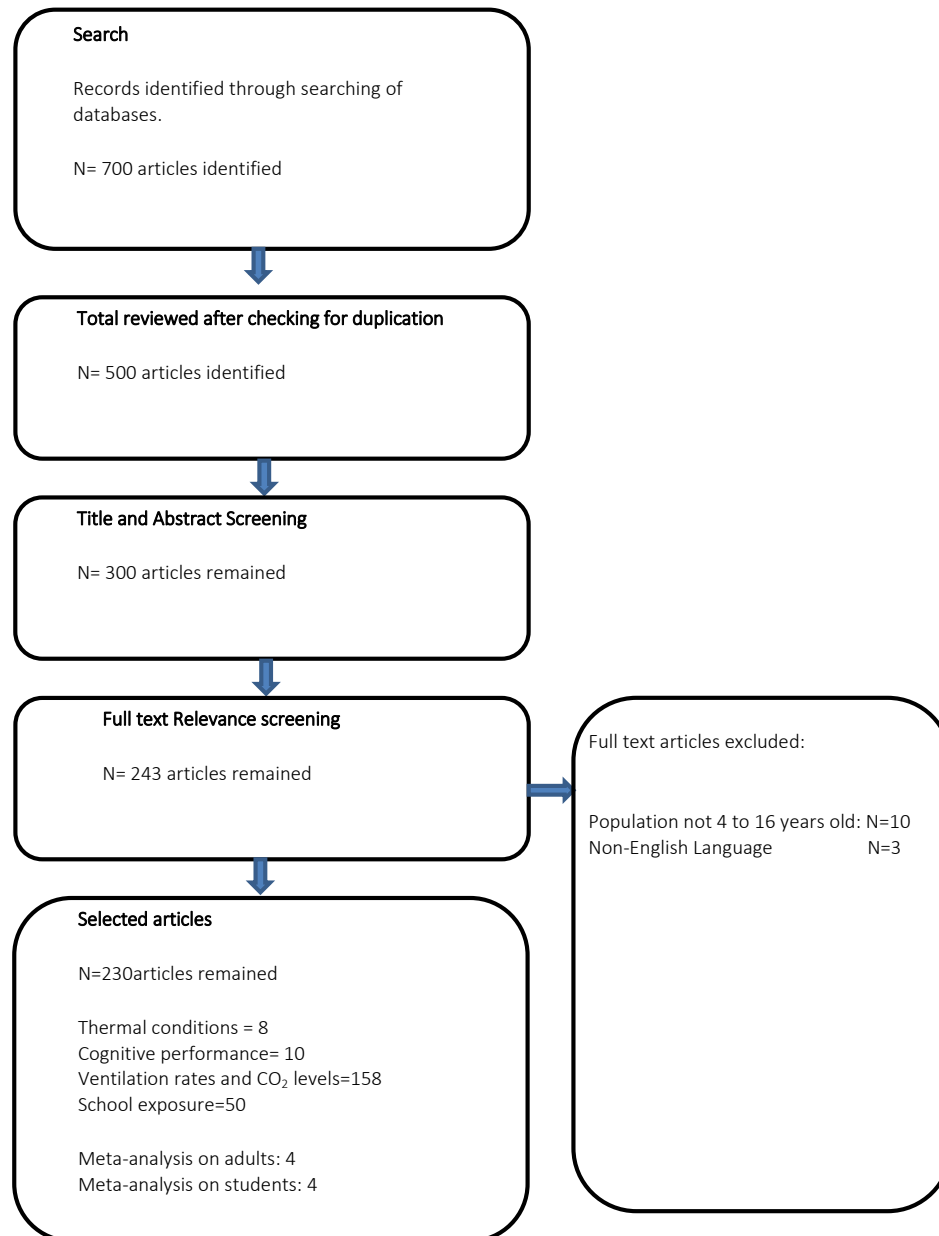 Search
Records identified through searching of
databases.
N= 700 articles identified
Total reviewed after checking for duplication
N= 500 articles identified
Title and Abstract Screening
N= 300 articles remained
Full text Relevance screening
N= 243 articles remained
Full text articles excluded:
Population not 4 to 16 years old: N=10
Non-English Language N=3
Selected articles
N=230articles remained
Thermal conditions = 8
Cognitive performance= 10
Ventilation rates and CO₂ levels=158
School exposure=50
Meta-analysis on adults: 4
Meta-analysis on students: 4